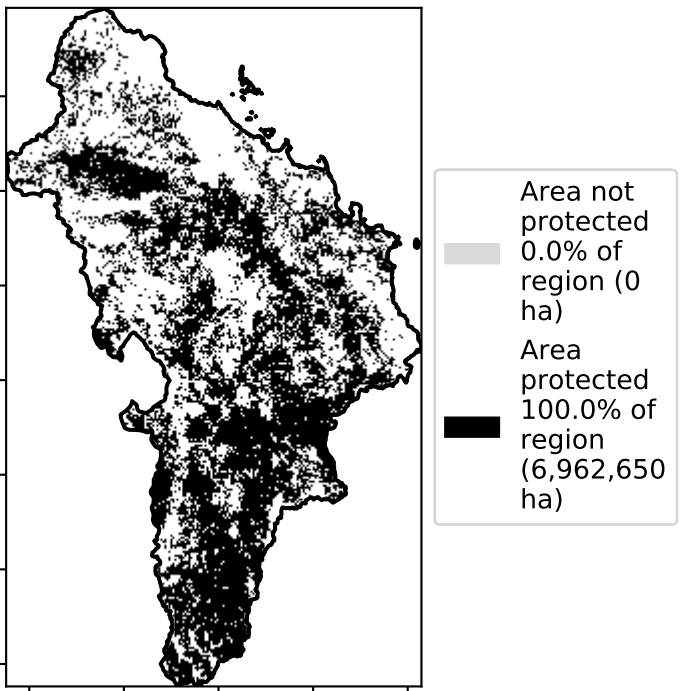 Area not
protected
0.0% of
region (0
ha)
Area
protected
100.0% of
region
(6,962,650
ha)